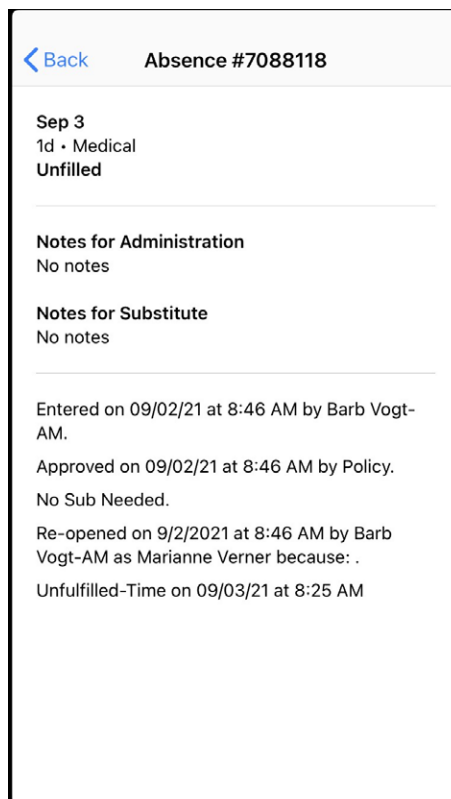 Back
Absence #7088118
Sep 3
1d • Medical
Unfilled
Notes for Administration
No notes
Notes for Substitute
No notes
Entered on 09/02/21 at 8:46 AM by Barb Vogt-
AM.
Approved on 09/02/21 at 8:46 AM by Policy.
No Sub Needed.
Re-opened on 9/2/2021 at 8:46 AM by Barb
Vogt-AM as Marianne Verner because: .
Unfulfilled-Time on 09/03/21 at 8:25 AM